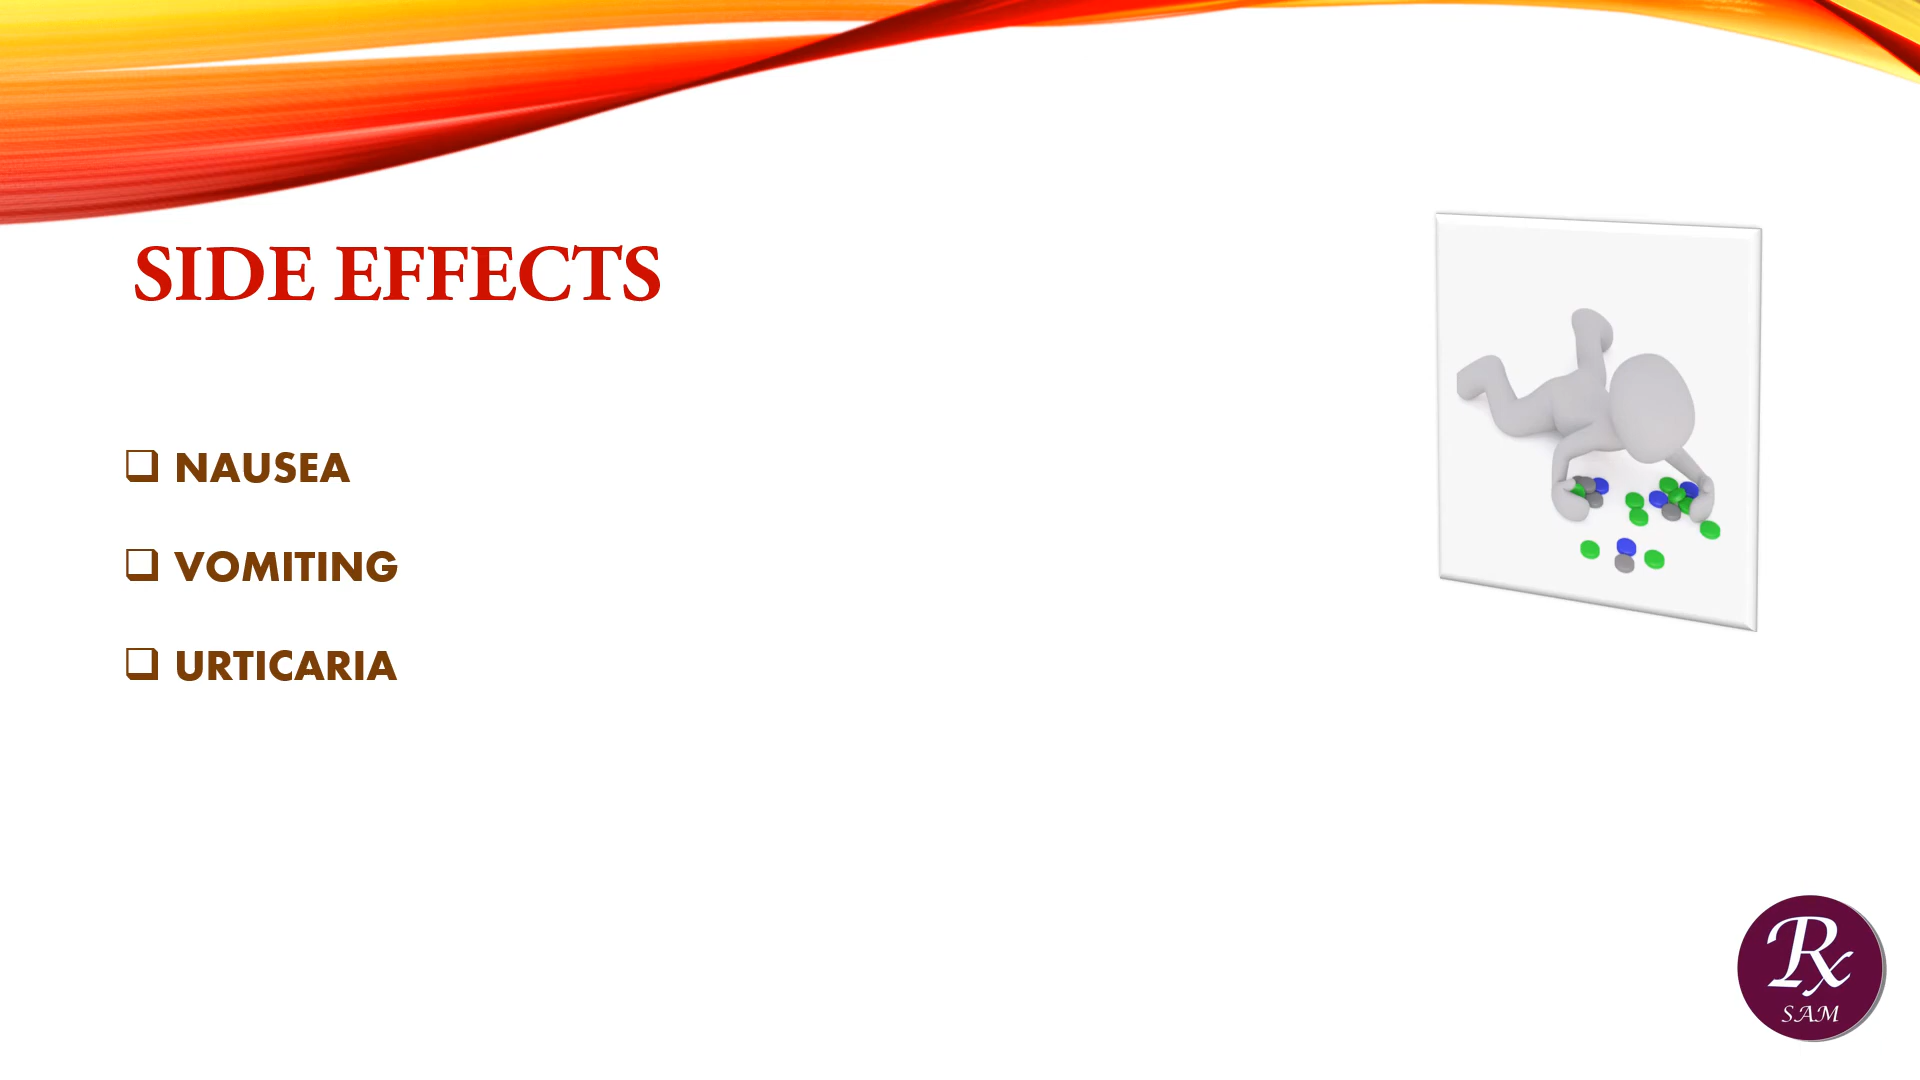 SIDE EFFECTS
NAUSEA
VOMITING
URTICARIA
Rx
SAM